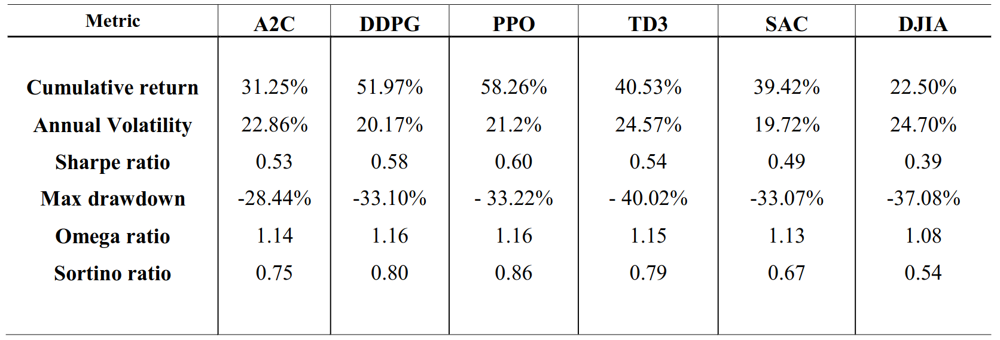 Metric A2C DDPG PPO TD3 SAC DJIA
Cumulative return 31.25% 51.97% 58.26% 40.53% 39.42% 22.50%
Annual Volatility 22.86% 20.17% 21.2% 24.57% 19.72% 24.70%
Sharpe ratio 0.53 0.58 0.60 0.54 0.49 0.39
Max drawdown -28.44% -33.10% - 33.22% - 40.02% -33.07% -37.08%
Omega ratio 1.14 1.16 1.16 1.15 1.13 1.08
Sortino ratio 0.75 0.80 0.86 0.79 0.67 0.54